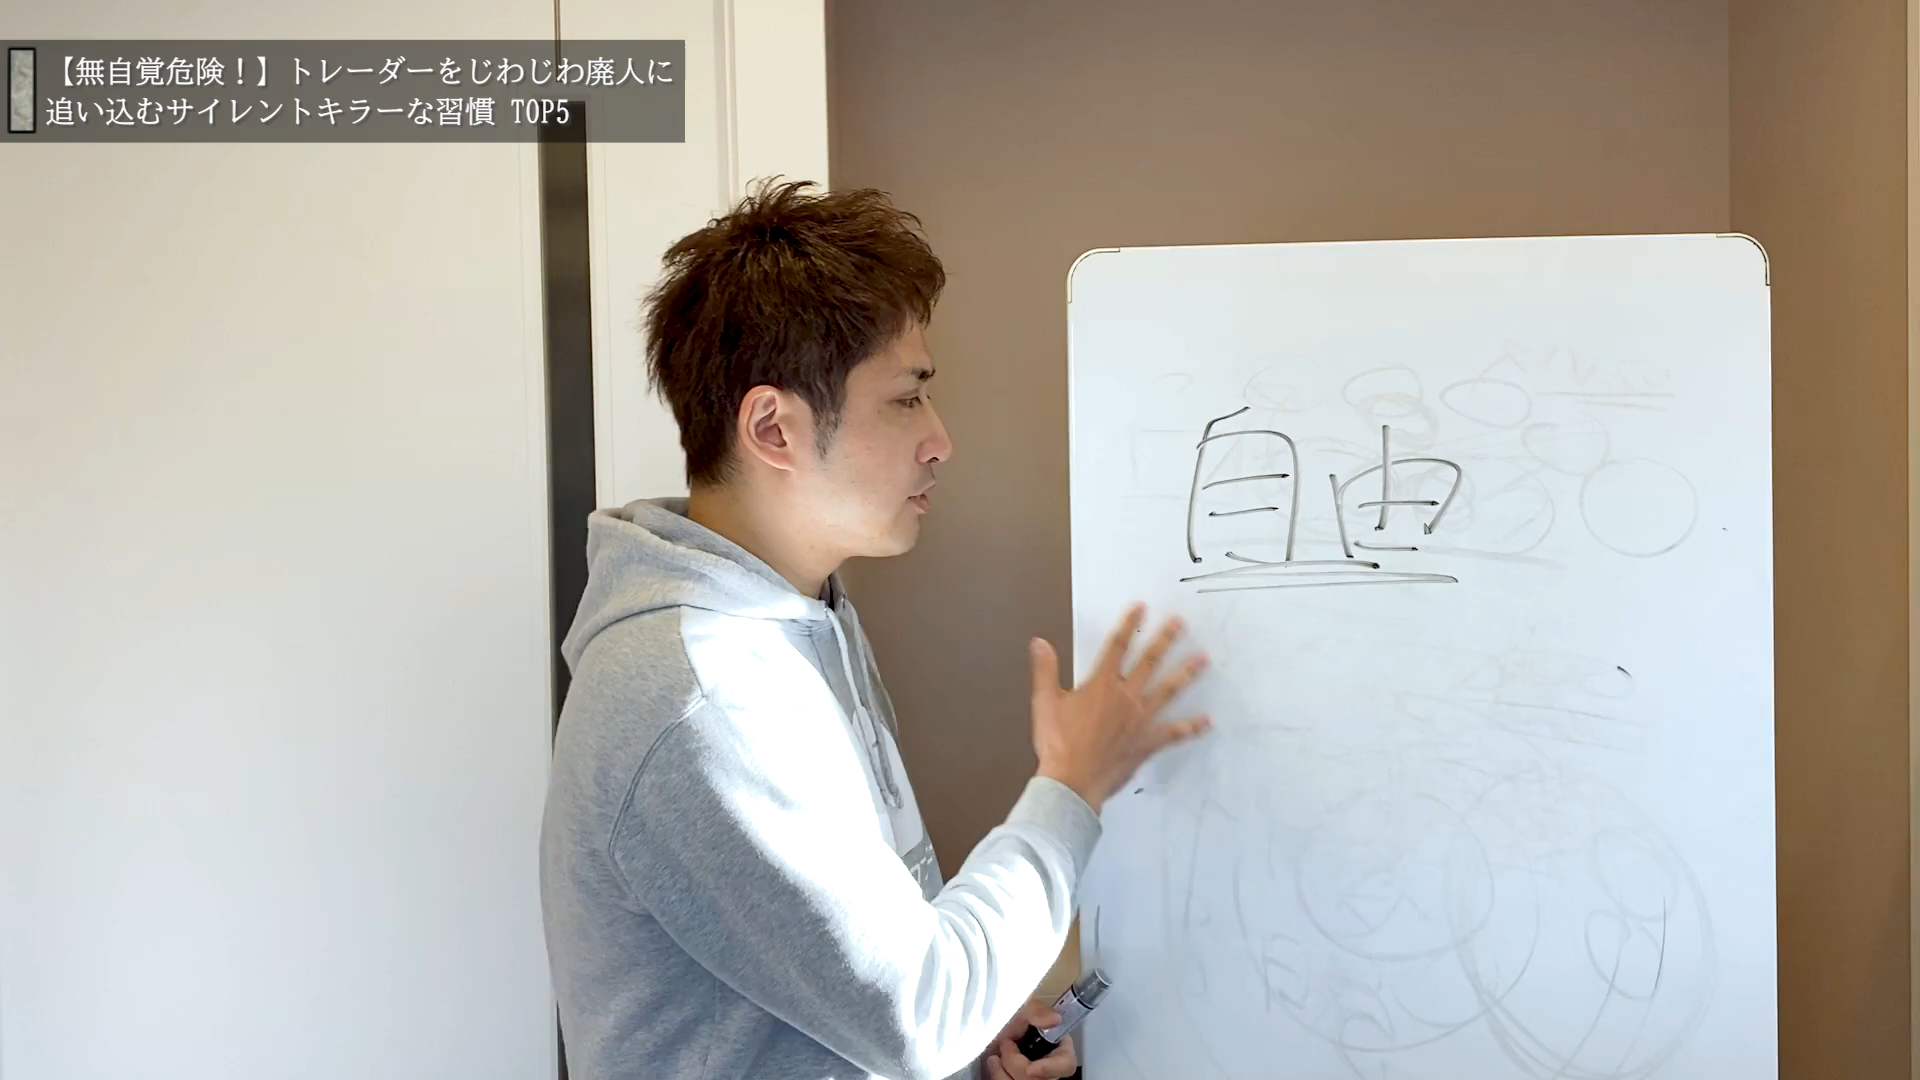 【無自覚危険！】トレーダーをじわじわ廃人に
追い込むサイレントキラーな習慣 TOP5
自由